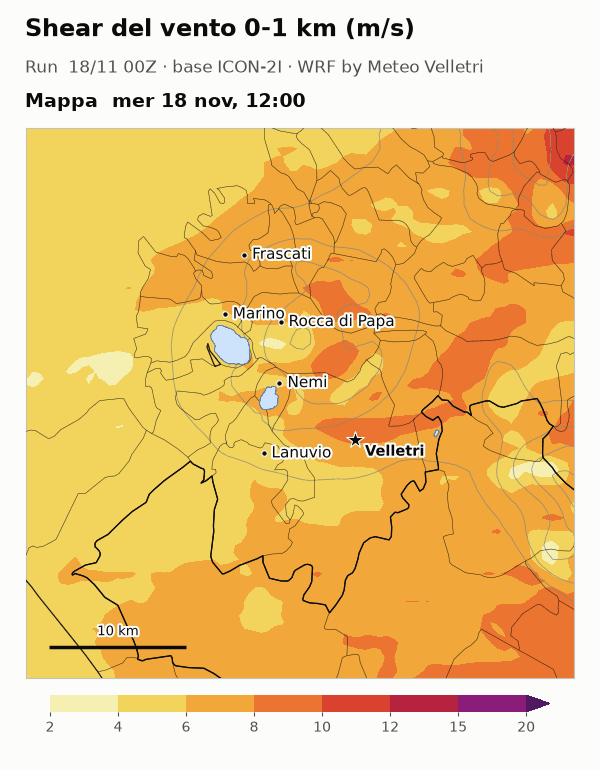 Shear del vento 0-1 km (m/s)
Run  18/11 00Z · base ICON-2I · WRF by Meteo Velletri
Mappa  mer 18 nov, 12:00
Frascati
Marino
Rocca di Papa
Nemi
Velletri
Lanuvio
10 km
2 4 6 8 10 12 15 20